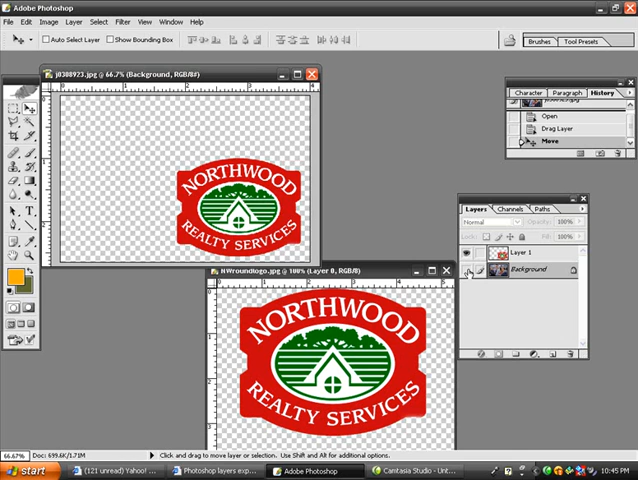 Adobe Photoshop
File Edit Image Layer Select Filter View Window Help
Auto Select Layer Show Bounding Box
Brushes Tool Presets
j0308923.jpg @ 66.7% (Background, RGB/8#)
NORTHWOOD
REALTY SERVICES
Character Paragraph History
Open
Drag Layer
Move
Layers Channels Paths
Normal Opacity: 100%
Lock: Fill: 100%
Layer 1
Background
NWroundlogo.jpg @ 100% (Layer 0, RGB/8)
NORTHWOOD
REALTY SERVICES
66.67% Doc: 699.6K/1.71M Click and drag to move layer or selection. Use Shift and Alt for additional options.
start (121 unread) Yahoo! ... Photoshop layers exp... Adobe Photoshop Camtasia Studio - Unt... 10:45 PM